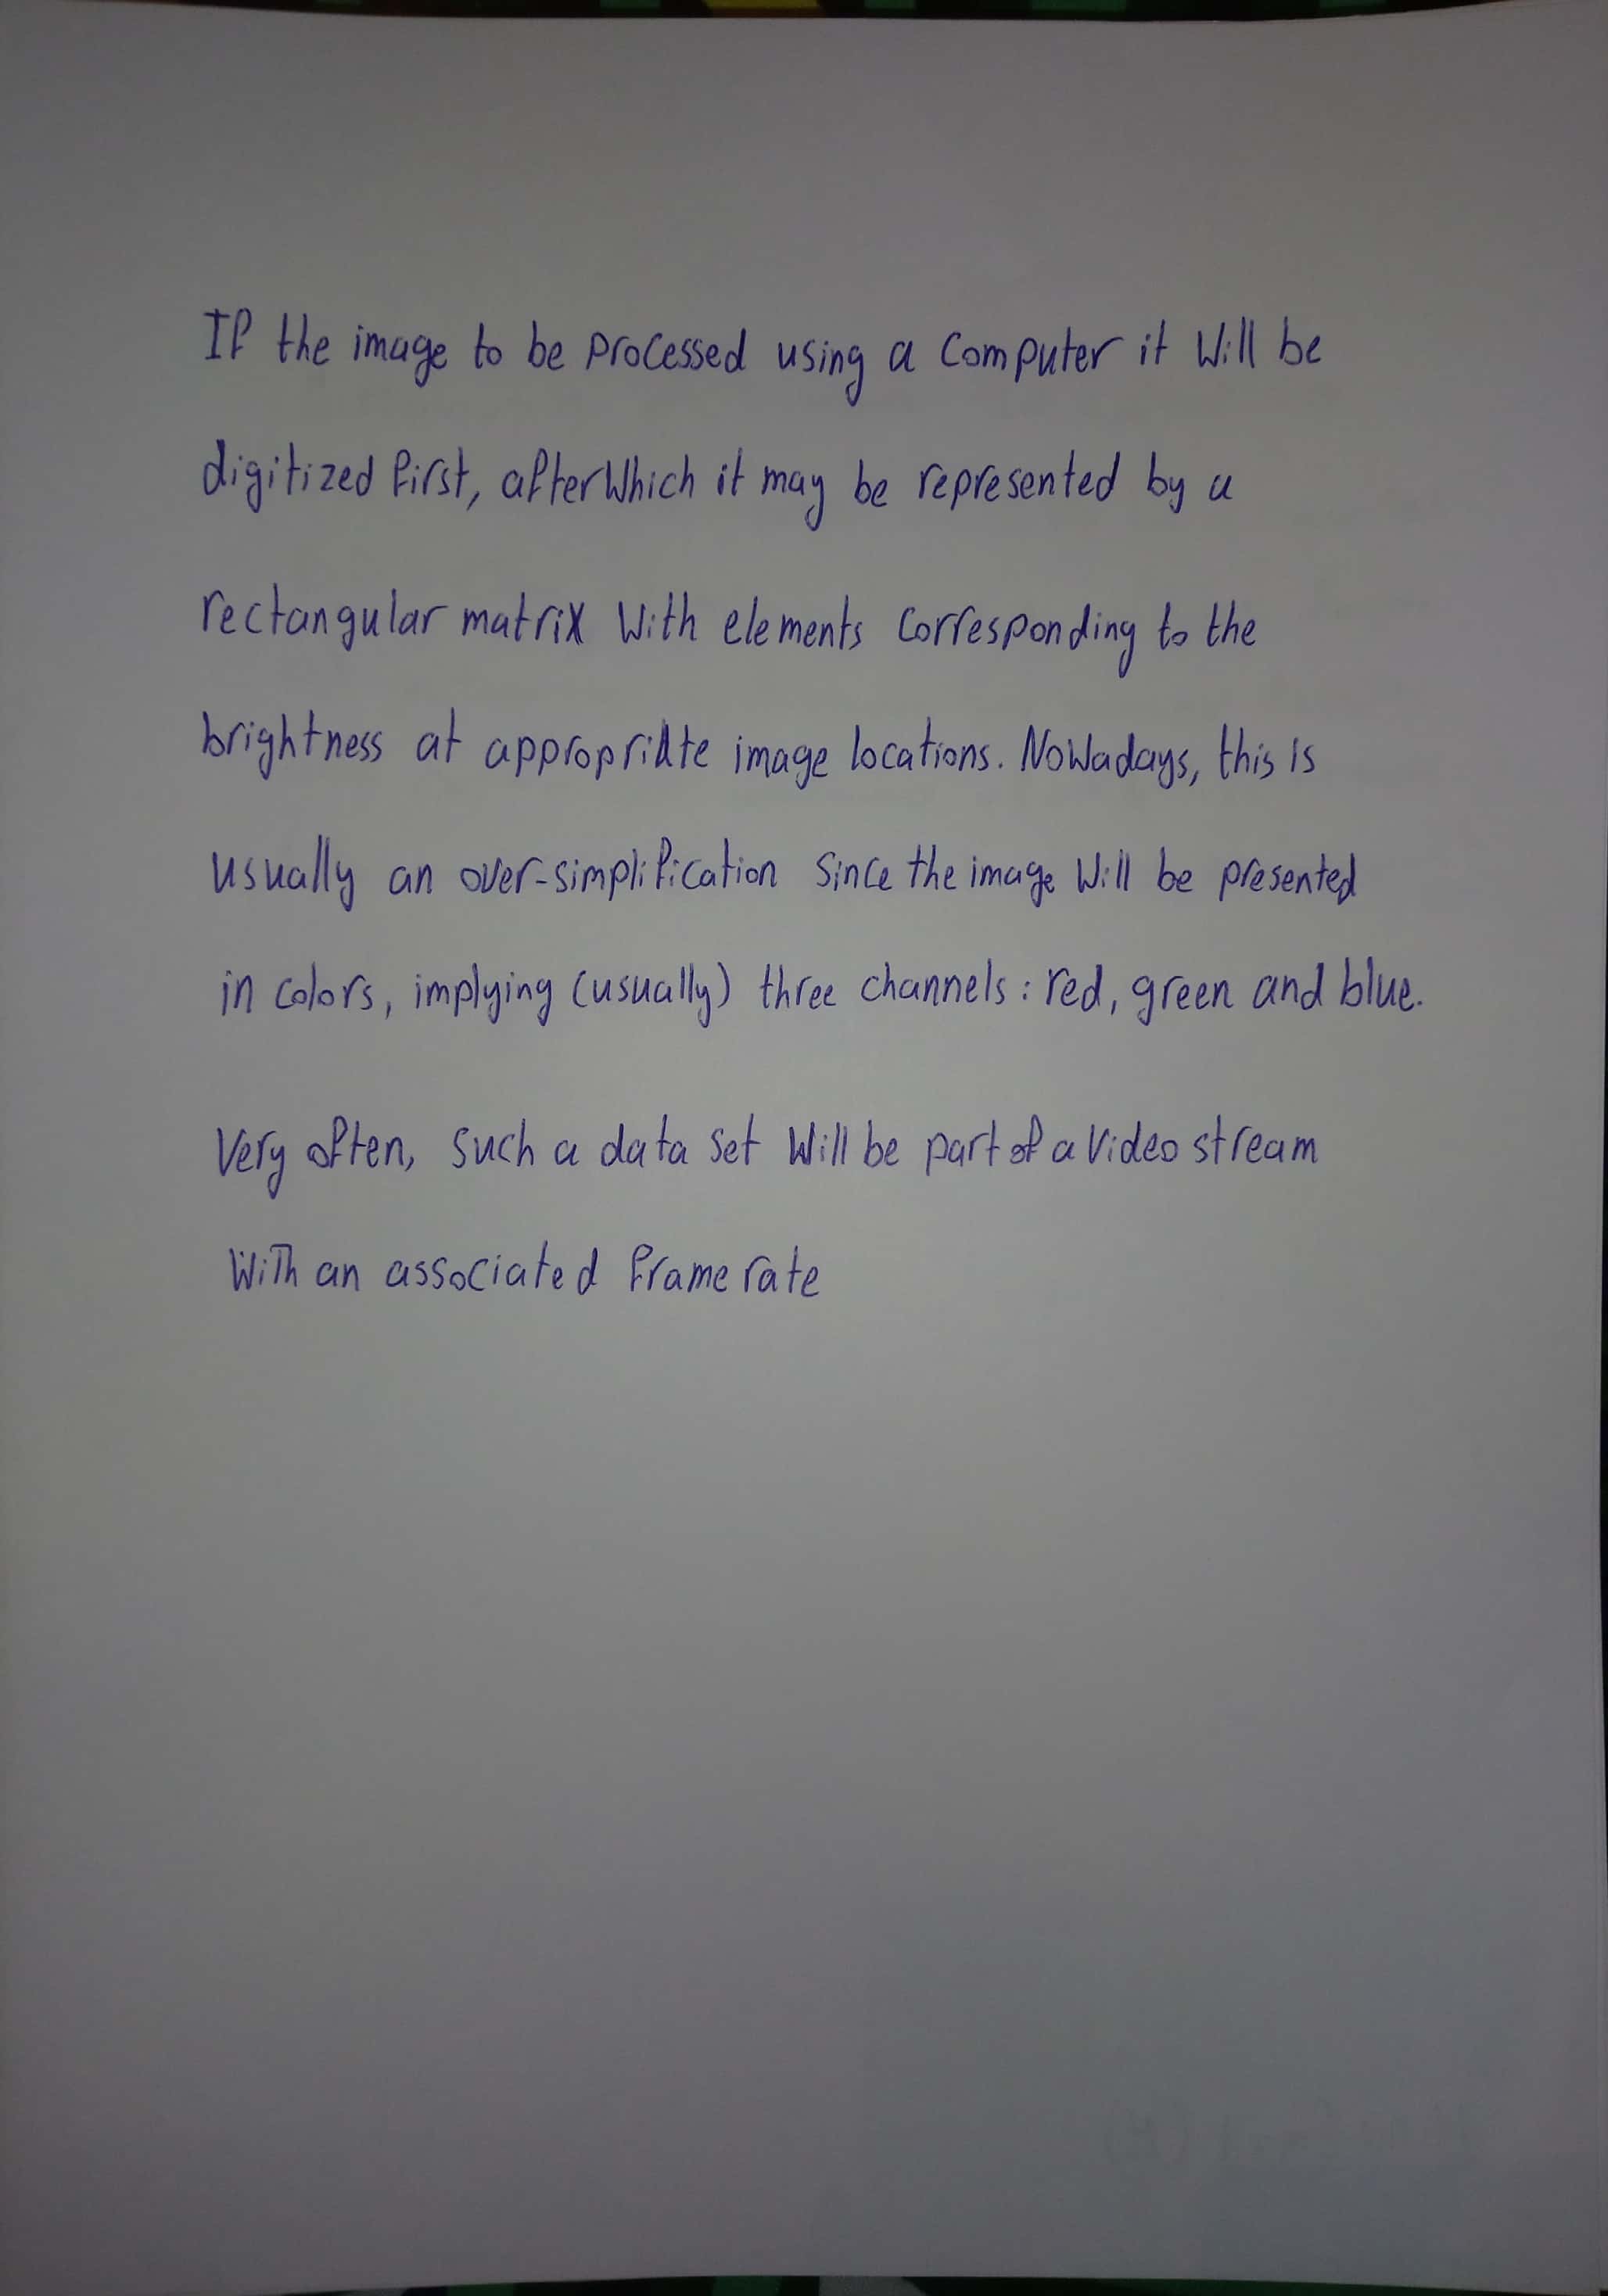 If the image to be processed using a computer it will be
digitized first, after which it may be represented by a
rectangular matrix with elements corresponding to the
brightness at appropriate image locations. Nowadays, this is
usually an over-simplification since the image will be presented
in colors, implying (usually) three channels: red, green and blue.
Very often, such a data set will be part of a video stream
with an associated frame rate